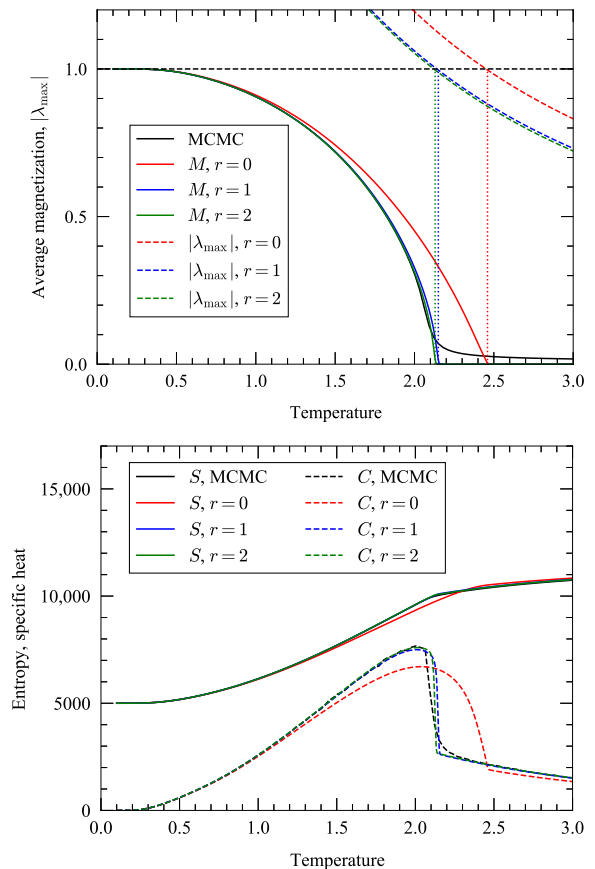 Average magnetization, |λmax|
1.0
0.5
0.0
MCMC
M, r = 0
M, r = 1
M, r = 2
|λmax|, r = 0
|λmax|, r = 1
|λmax|, r = 2
0.0 0.5 1.0 1.5 2.0 2.5 3.0
Temperature
Entropy, specific heat
15,000
10,000
5000
0
S, MCMC
S, r = 0
S, r = 1
S, r = 2
C, MCMC
C, r = 0
C, r = 1
C, r = 2
0.0 0.5 1.0 1.5 2.0 2.5 3.0
Temperature